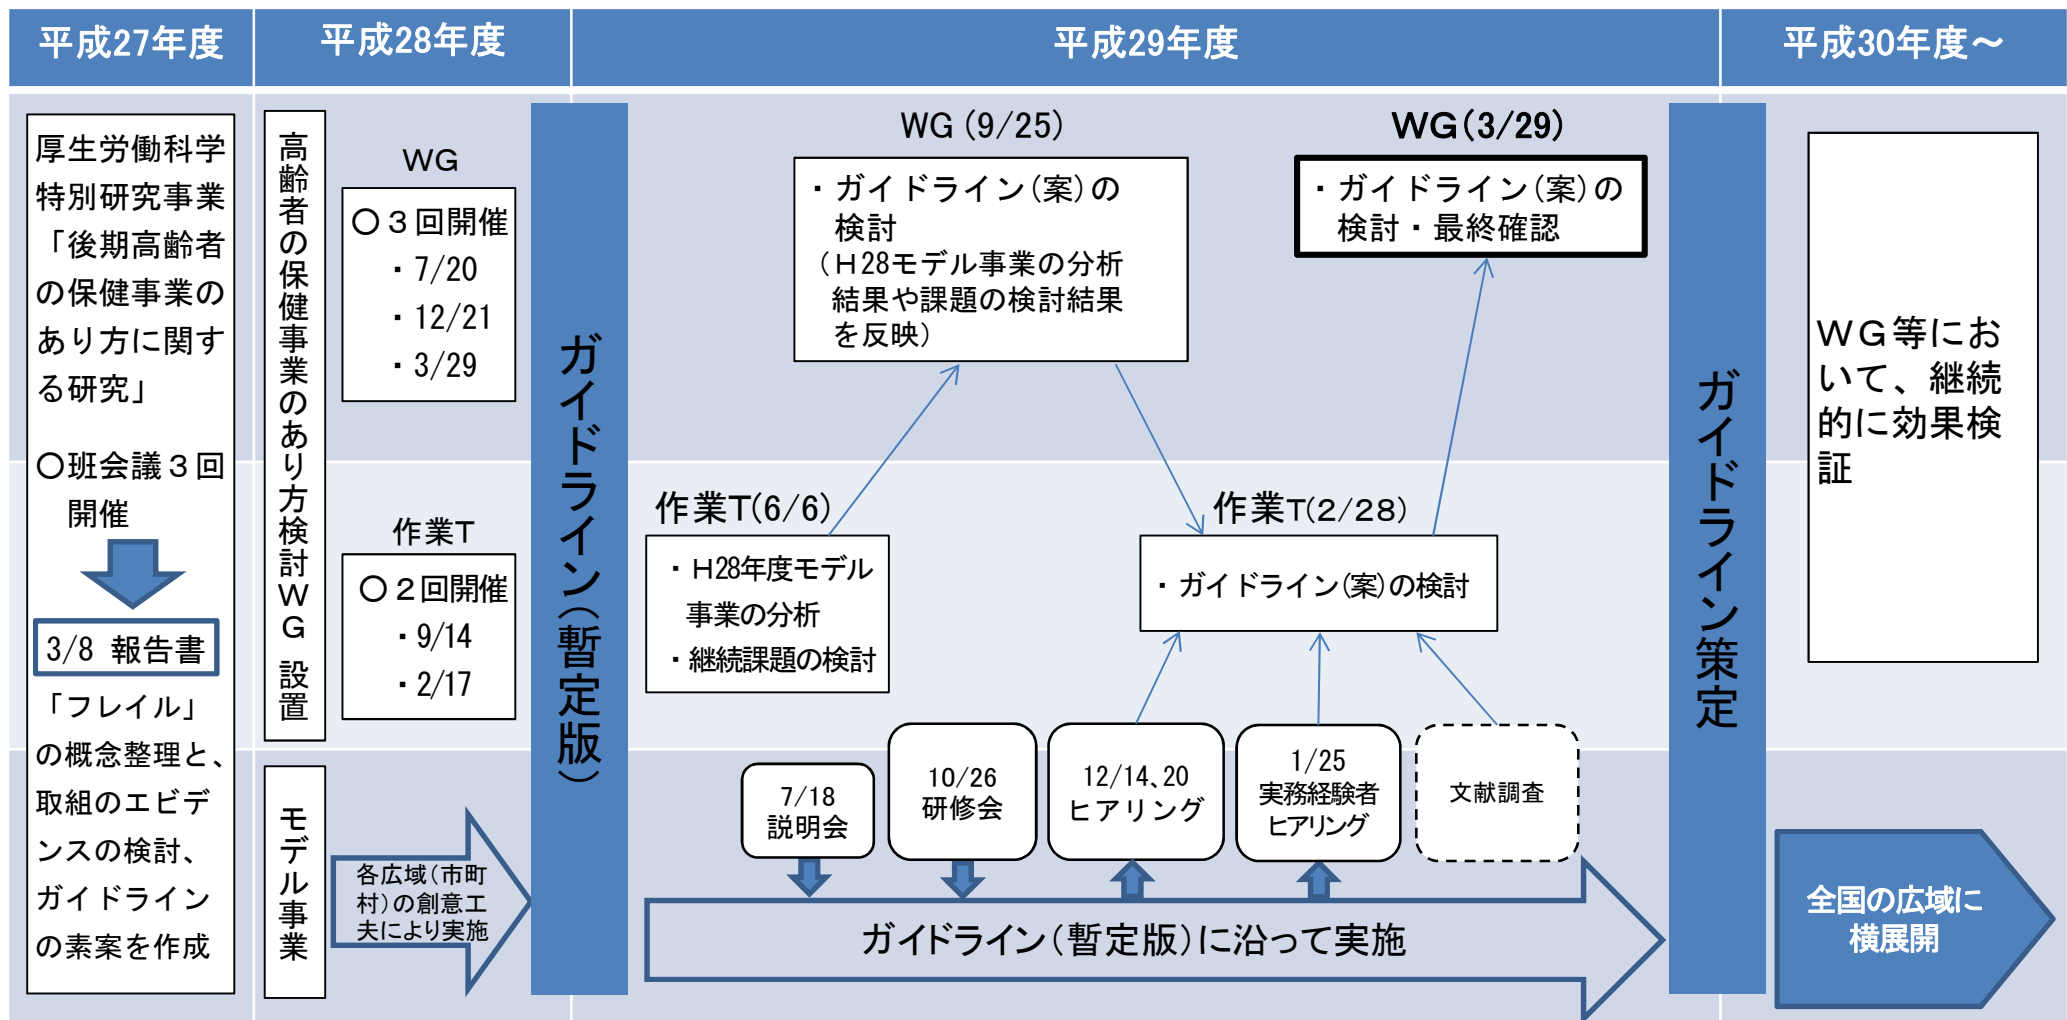 平成27年度
平成28年度
平成29年度
平成30年度～
厚生労働科学
特別研究事業
「後期高齢者
の保健事業の
あり方に関す
る研究」
〇班会議３回
開催
3/8 報告書
「フレイル」
の概念整理と、
取組のエビデ
ンスの検討、
ガイドライン
の素案を作成
高齢者の保健事業のあり方検討ＷＧ 設置
ＷＧ
〇３回開催
・7/20
・12/21
・3/29
作業T
〇２回開催
・9/14
・2/17
モデル事業
各広域（市町
村）の創意工
夫により実施
ガイドライン（暫定版）
WG（9/25）
・ガイドライン（案）の
検討
（Ｈ28モデル事業の分析
結果や課題の検討結果
を反映）
WG（3/29）
・ガイドライン（案）の
検討・最終確認
作業T(6/6)
・Ｈ28年度モデル
事業の分析
・継続課題の検討
作業T(2/28)
・ガイドライン(案)の検討
7/18
説明会
10/26
研修会
12/14、20
ヒアリング
1/25
実務経験者
ヒアリング
文献調査
ガイドライン（暫定版）に沿って実施
ガイドライン策定
ＷＧ等にお
いて、継続
的に効果検
証
全国の広域に
横展開